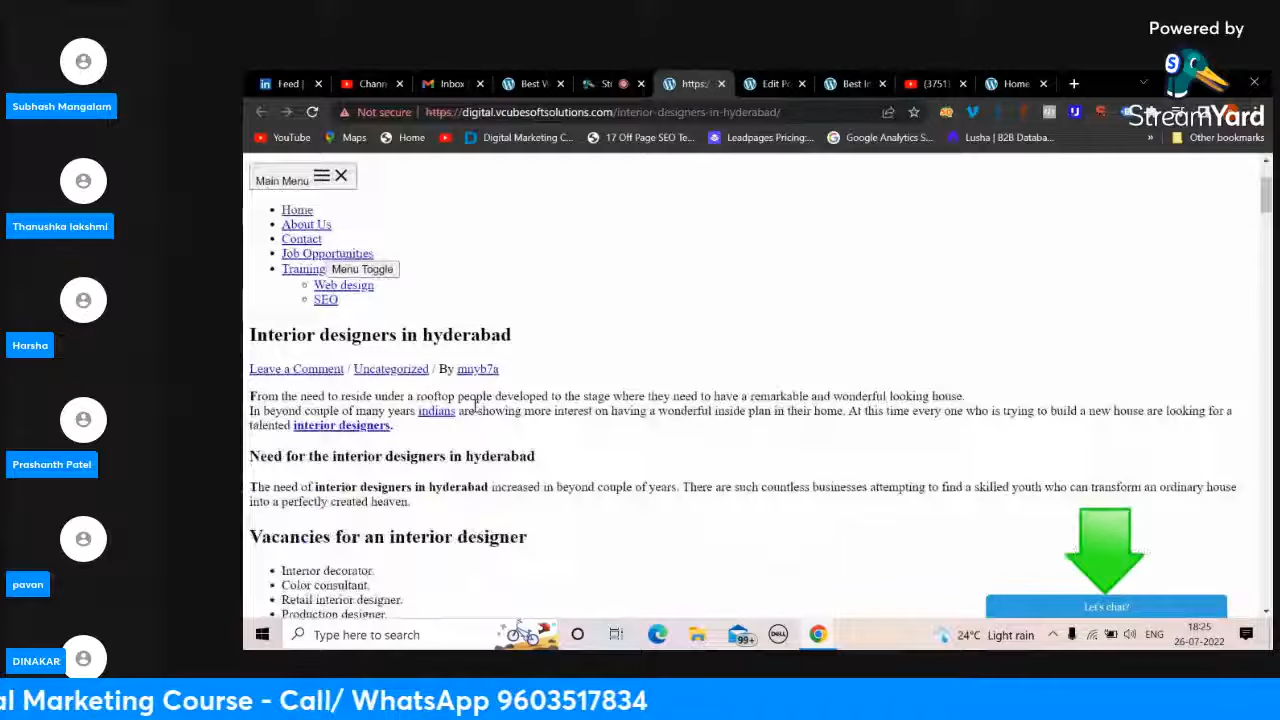 Powered by
StreamYard
Subhash Mangalam
Thanushka lakshmi
Harsha
Prashanth Patel
pavan
DINAKAR
Feed | Chann Inbox Best V St https:/ Edit P Best In (3751) Home
Not secure https://digital.vcubesoftsolutions.com/interior-designers-in-hyderabad/
YouTube Maps Home Digital Marketing C... 17 Off Page SEO Te... Leadpages Pricing:... Google Analytics S... Lusha | B2B Databa... » Other bookmarks
Main Menu
Home
About Us
Contact
Job Opportunities
Training Menu Toggle
Web design
SEO
Interior designers in hyderabad
Leave a Comment / Uncategorized / By mnyb7a
From the need to reside under a rooftop people developed to the stage where they need to have a remarkable and wonderful looking house.
In beyond couple of many years indians are showing more interest on having a wonderful inside plan in their home. At this time every one who is trying to build a new house are looking for a
talented interior designers.
Need for the interior designers in hyderabad
The need of interior designers in hyderabad increased in beyond couple of years. There are such countless businesses attempting to find a skilled youth who can transform an ordinary house
into a perfectly created heaven.
Vacancies for an interior designer
Interior decorator.
Color consultant.
Retail interior designer.
Production designer.
Let's chat?
Type here to search
99+
DELL
24°C Light rain
ENG
18:25
26-07-2022
al Marketing Course - Call/ WhatsApp 9603517834